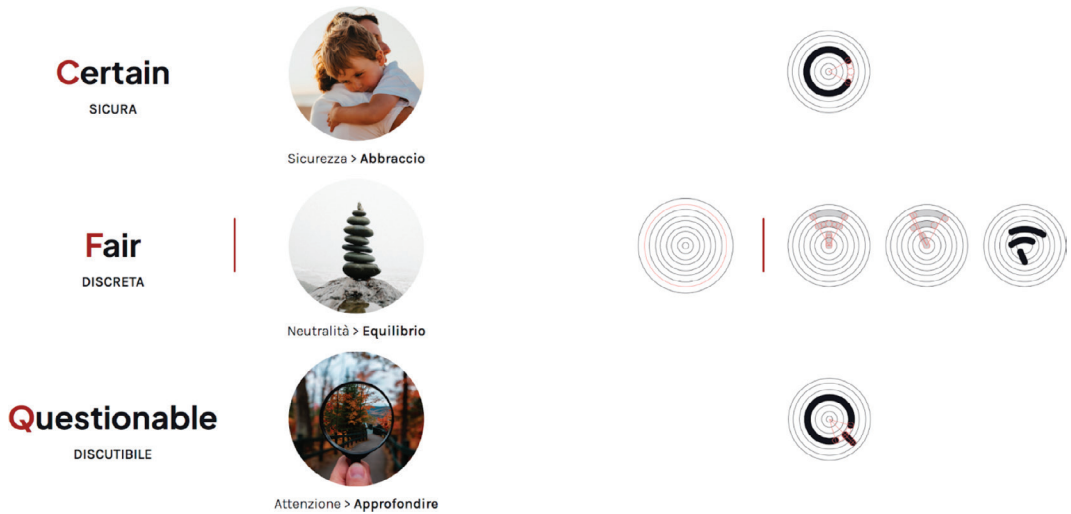 Certain
SICURA
Sicurezza > Abbraccio
Fair
DISCRETA
Neutralità > Equilibrio
Questionable
DISCUTIBILE
Attenzione > Approfondire